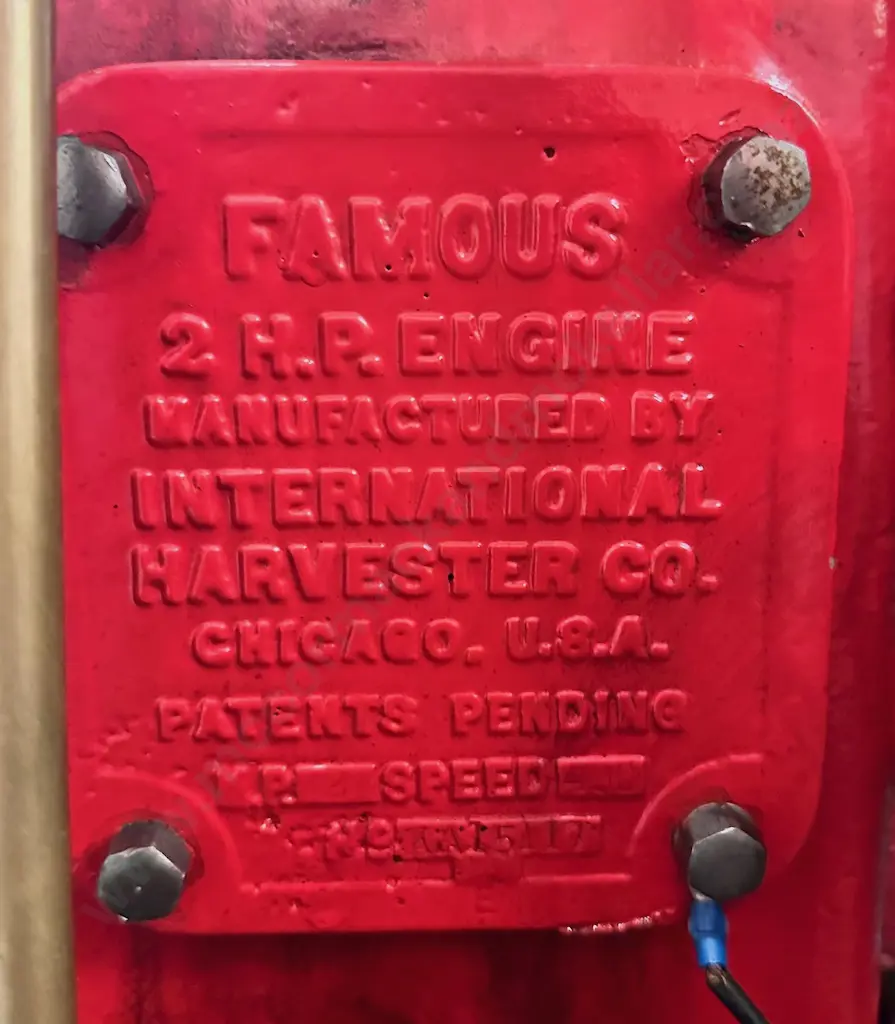 FAMOUS
2 H.P. ENGINE
MANUFACTURED BY
INTERNATIONAL
HARVESTER CO.
CHICAGO, U.S.A.
PATENTS PENDING
H.P. SPEED